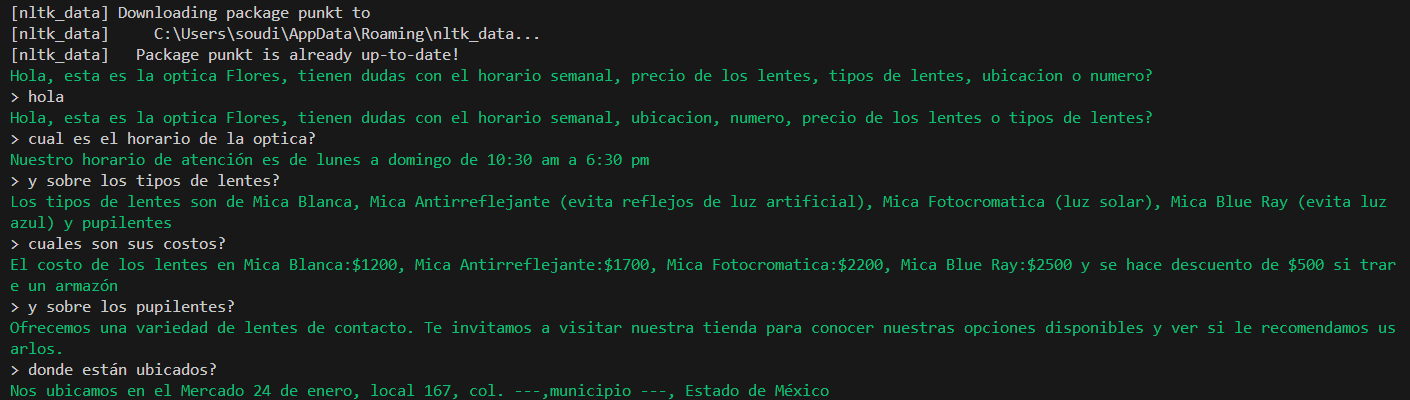 [nltk_data] Downloading package punkt to
[nltk_data]     C:\Users\soudi\AppData\Roaming\nltk_data...
[nltk_data]   Package punkt is already up-to-date!
Hola, esta es la optica Flores, tienen dudas con el horario semanal, precio de los lentes, tipos de lentes, ubicacion o numero?
> hola
Hola, esta es la optica Flores, tienen dudas con el horario semanal, ubicacion, numero, precio de los lentes o tipos de lentes?
> cual es el horario de la optica?
Nuestro horario de atención es de lunes a domingo de 10:30 am a 6:30 pm
> y sobre los tipos de lentes?
Los tipos de lentes son de Mica Blanca, Mica Antirreflejante (evita reflejos de luz artificial), Mica Fotocromatica (luz solar), Mica Blue Ray (evita luz
azul) y pupilentes
> cuales son sus costos?
El costo de los lentes en Mica Blanca:$1200, Mica Antirreflejante:$1700, Mica Fotocromatica:$2200, Mica Blue Ray:$2500 y se hace descuento de $500 si trar
e un armazón
> y sobre los pupilentes?
Ofrecemos una variedad de lentes de contacto. Te invitamos a visitar nuestra tienda para conocer nuestras opciones disponibles y ver si le recomendamos us
arlos.
> donde están ubicados?
Nos ubicamos en el Mercado 24 de enero, local 167, col. ---,municipio ---, Estado de México